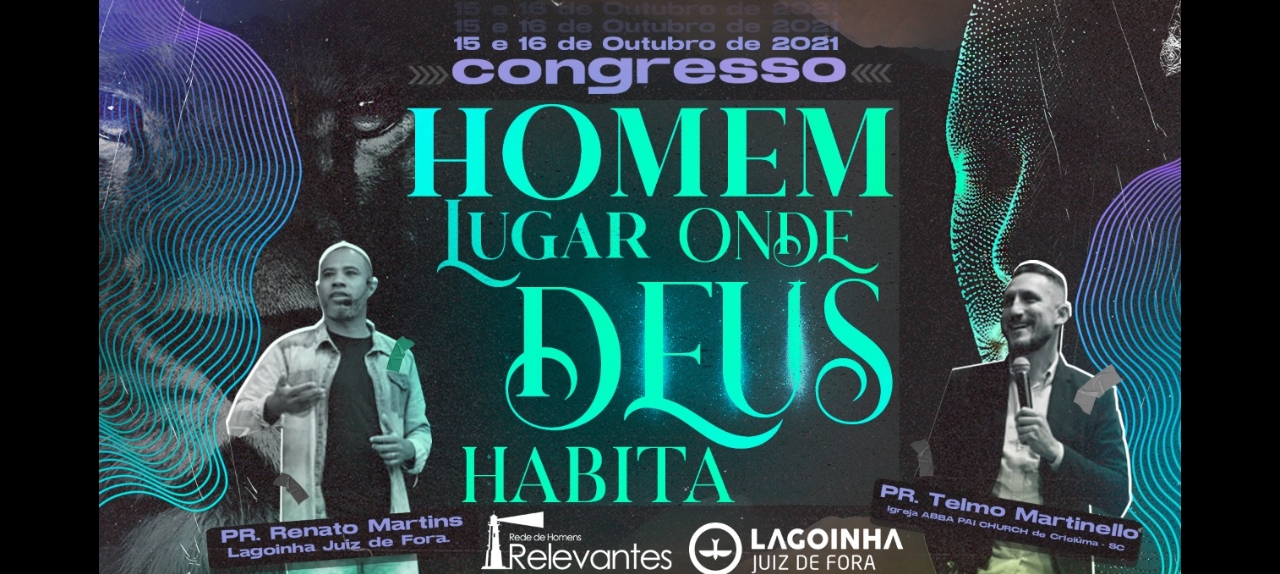 15 e 16 de Outubro de 2021
15 e 16 de Outubro de 2021
15 e 16 de Outubro de 2021
congresso
HOMEM
LUGAR ONDE
DEUS
HABITA
PR. Renato Martins
Lagoinha Juiz de Fora.
Rede de Homens
Relevantes
LAGOINHA
JUIZ DE FORA
PR. Telmo Martinello
Igreja ABBA PAI CHURCH de Criciúma - SC